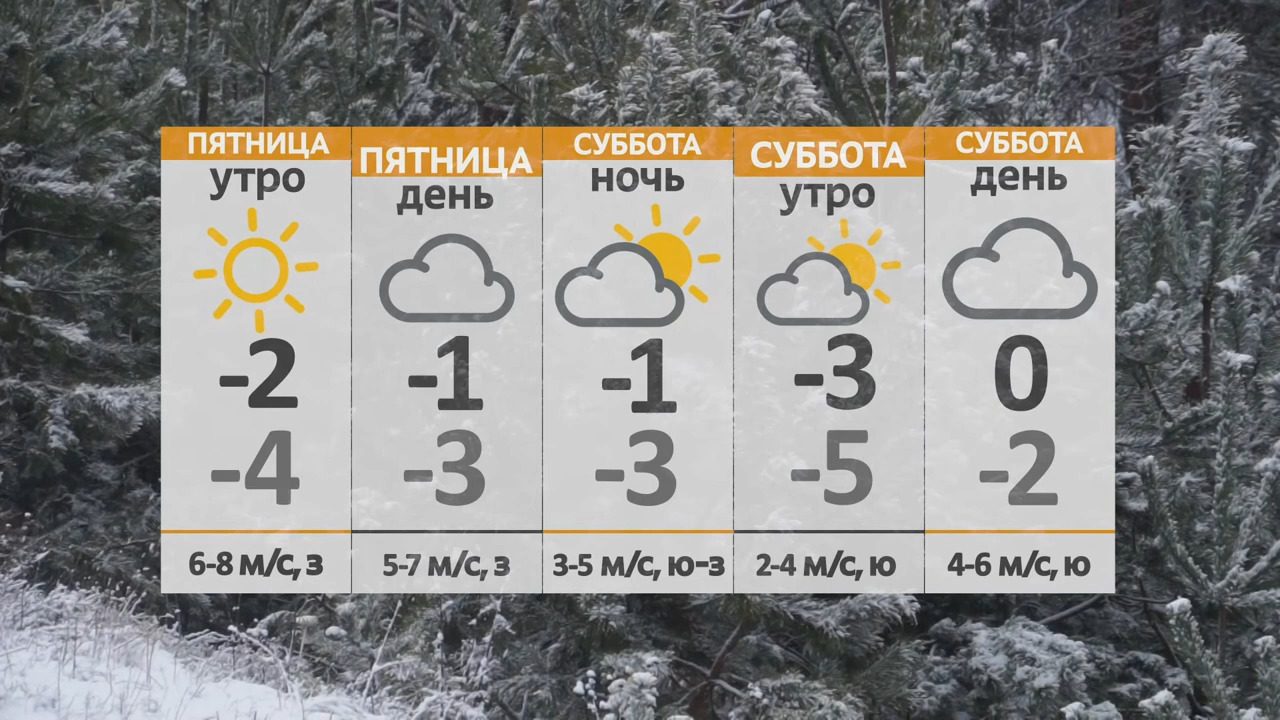 ПЯТНИЦА
утро
-2
-4
6-8 м/с, з
ПЯТНИЦА
день
-1
-3
5-7 м/с, з
СУББОТА
ночь
-1
-3
3-5 м/с, ю-з
СУББОТА
утро
-3
-5
2-4 м/с, ю
СУББОТА
день
0
-2
4-6 м/с, ю